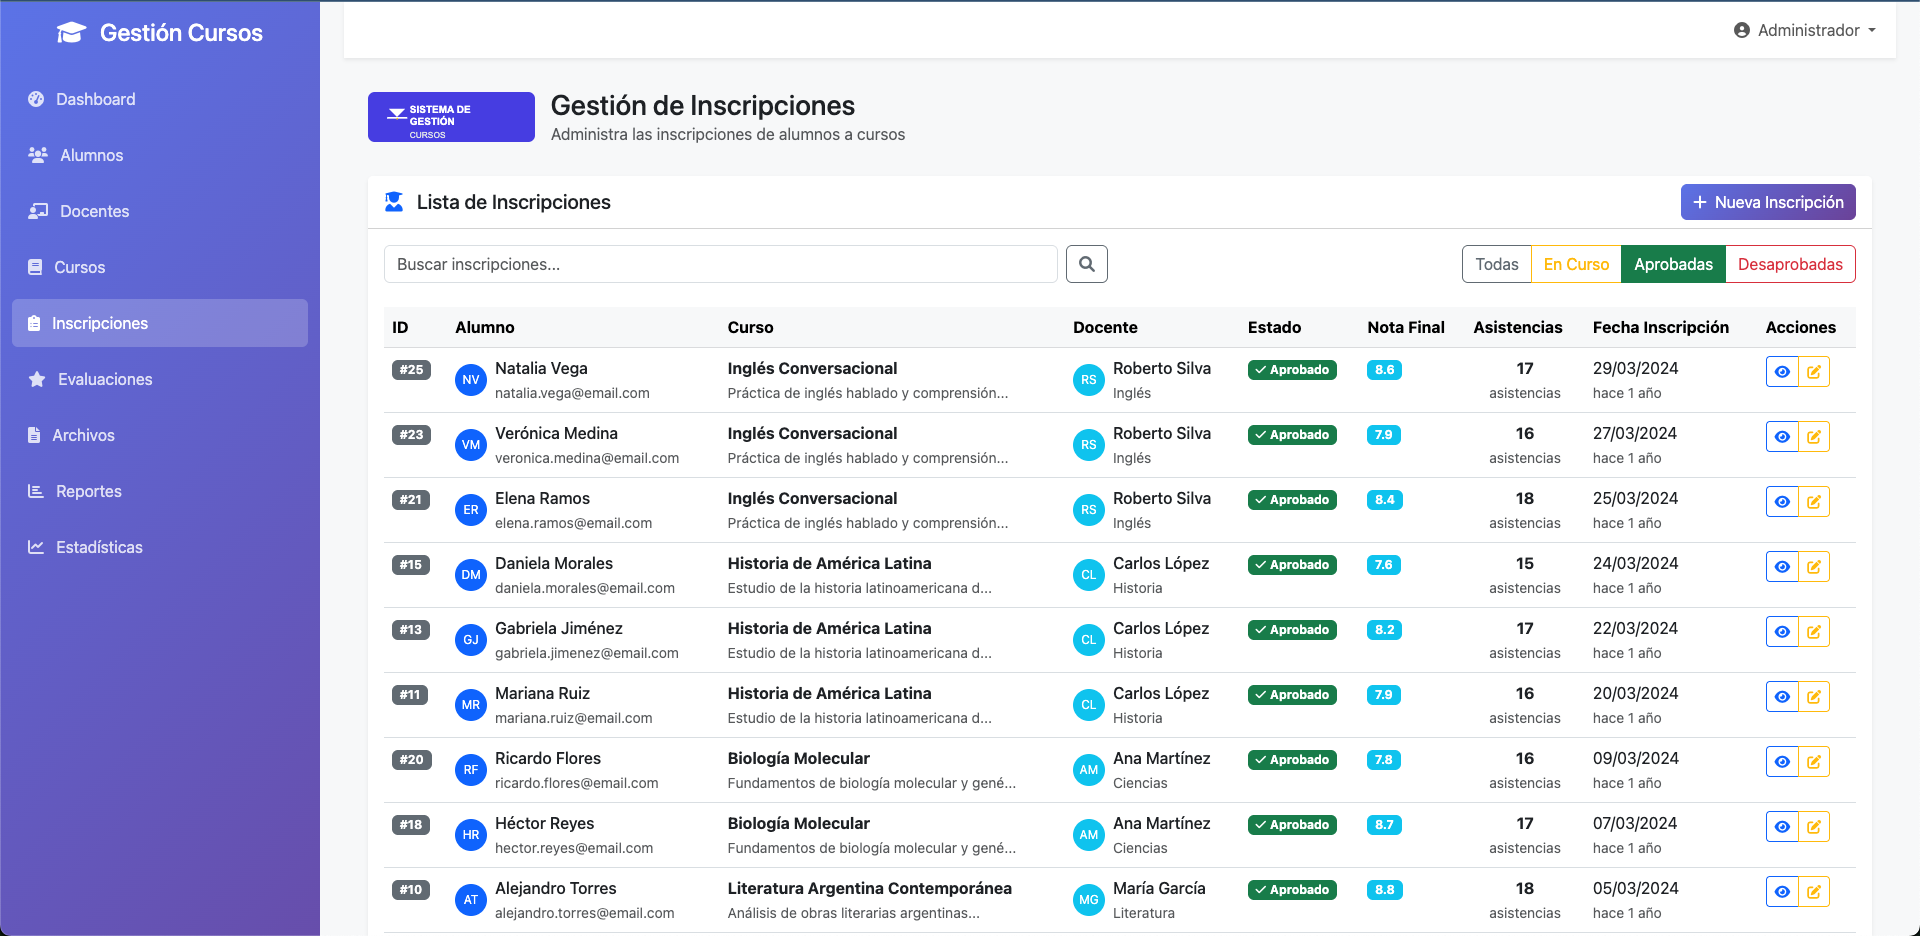 Gestión Cursos
Administrador
Dashboard
Alumnos
Docentes
Cursos
Inscripciones
Evaluaciones
Archivos
Reportes
Estadísticas
SISTEMA DE
GESTIÓN
CURSOS
Gestión de Inscripciones
Administra las inscripciones de alumnos a cursos
Lista de Inscripciones
+ Nueva Inscripción
Buscar inscripciones...
Todas En Curso Aprobadas Desaprobadas
ID Alumno Curso Docente Estado Nota Final Asistencias Fecha Inscripción Acciones
#25 NV Natalia Vega Inglés Conversacional RS Roberto Silva Aprobado 8.6 17 29/03/2024
natalia.vega@email.com Práctica de inglés hablado y comprensión... Inglés asistencias hace 1 año
#23 VM Verónica Medina Inglés Conversacional RS Roberto Silva Aprobado 7.9 16 27/03/2024
veronica.medina@email.com Práctica de inglés hablado y comprensión... Inglés asistencias hace 1 año
#21 ER Elena Ramos Inglés Conversacional RS Roberto Silva Aprobado 8.4 18 25/03/2024
elena.ramos@email.com Práctica de inglés hablado y comprensión... Inglés asistencias hace 1 año
#15 DM Daniela Morales Historia de América Latina CL Carlos López Aprobado 7.6 15 24/03/2024
daniela.morales@email.com Estudio de la historia latinoamericana d... Historia asistencias hace 1 año
#13 GJ Gabriela Jiménez Historia de América Latina CL Carlos López Aprobado 8.2 17 22/03/2024
gabriela.jimenez@email.com Estudio de la historia latinoamericana d... Historia asistencias hace 1 año
#11 MR Mariana Ruiz Historia de América Latina CL Carlos López Aprobado 7.9 16 20/03/2024
mariana.ruiz@email.com Estudio de la historia latinoamericana d... Historia asistencias hace 1 año
#20 RF Ricardo Flores Biología Molecular AM Ana Martínez Aprobado 7.8 16 09/03/2024
ricardo.flores@email.com Fundamentos de biología molecular y gené... Ciencias asistencias hace 1 año
#18 HR Héctor Reyes Biología Molecular AM Ana Martínez Aprobado 8.7 17 07/03/2024
hector.reyes@email.com Fundamentos de biología molecular y gené... Ciencias asistencias hace 1 año
#10 AT Alejandro Torres Literatura Argentina Contemporánea MG María García Aprobado 8.8 18 05/03/2024
alejandro.torres@email.com Análisis de obras literarias argentinas... Literatura asistencias hace 1 año